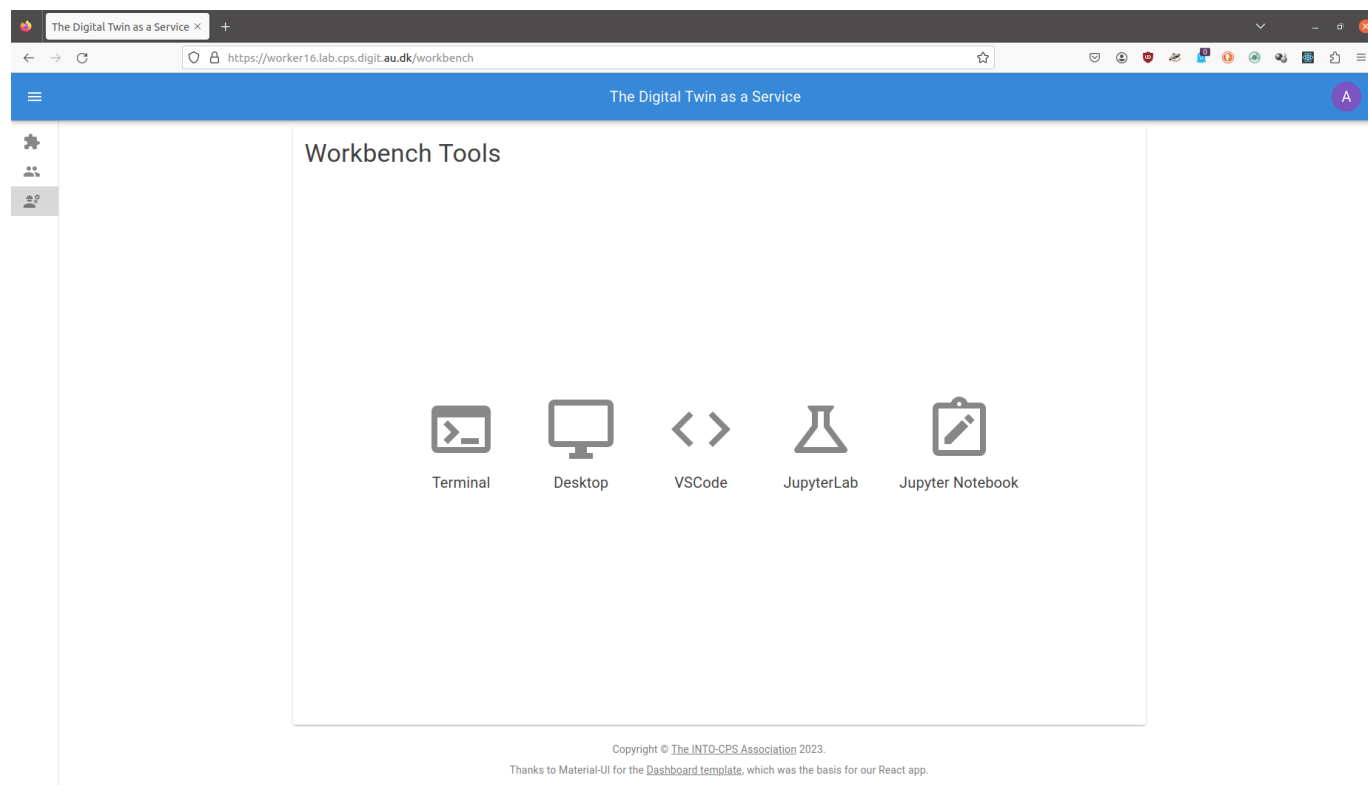 The Digital Twin as a Service
https://worker16.lab.cps.digit.au.dk/workbench
The Digital Twin as a Service
A
Workbench Tools
Terminal
Desktop
VSCode
JupyterLab
Jupyter Notebook
Copyright © The INTO-CPS Association 2023.
Thanks to Material-UI for the Dashboard template, which was the basis for our React app.